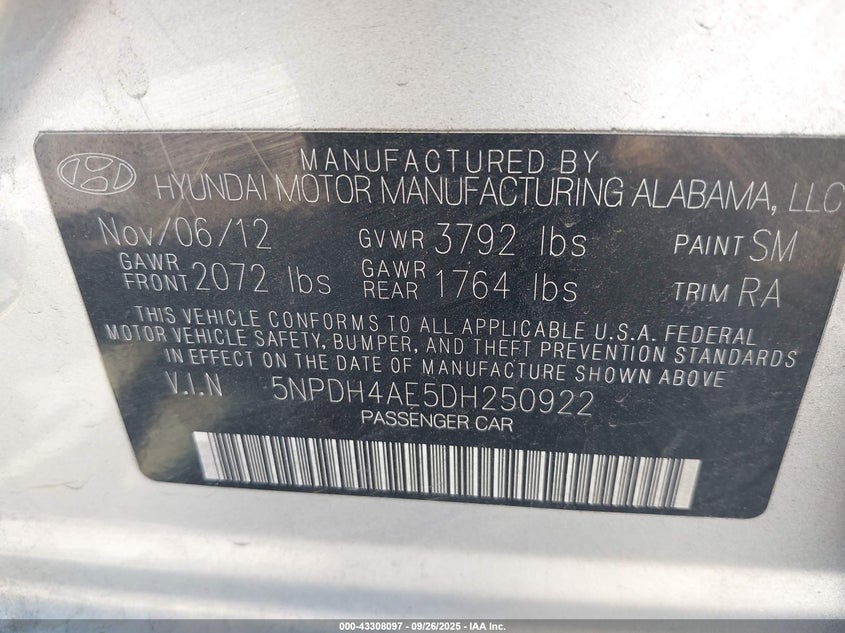 MANUFACTURED BY
HYUNDAI MOTOR MANUFACTURING ALABAMA, LLC
Nov/06/12 GVWR 3792 lbs PAINT SM
GAWR FRONT 2072 lbs GAWR REAR 1764 lbs TRIM RA
THIS VEHICLE CONFORMS TO ALL APPLICABLE U.S.A. FEDERAL
MOTOR VEHICLE SAFETY, BUMPER, AND THEFT PREVENTION STANDARDS
IN EFFECT ON THE DATE OF MANUFACTURE SHOWN ABOVE
V.I.N 5NPDH4AE5DH250922
PASSENGER CAR
000-43308097 - 09/26/2025 - IAA Inc.